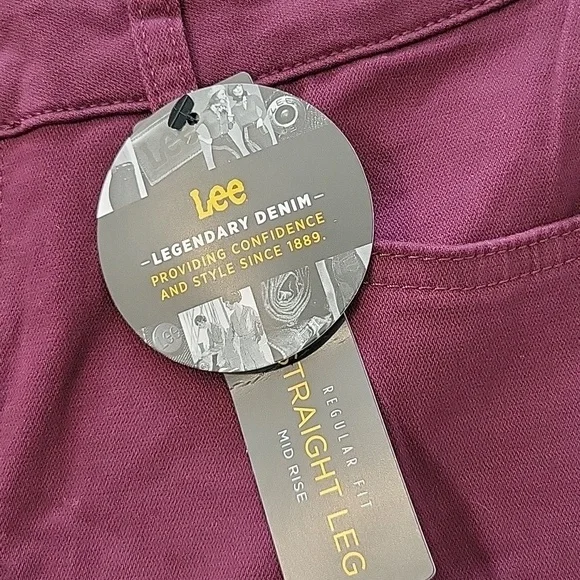 Lee
-LEGENDARY DENIM-
PROVIDING CONFIDENCE
AND STYLE SINCE 1889.
REGULAR FIT
STRAIGHT LEG
MID RISE